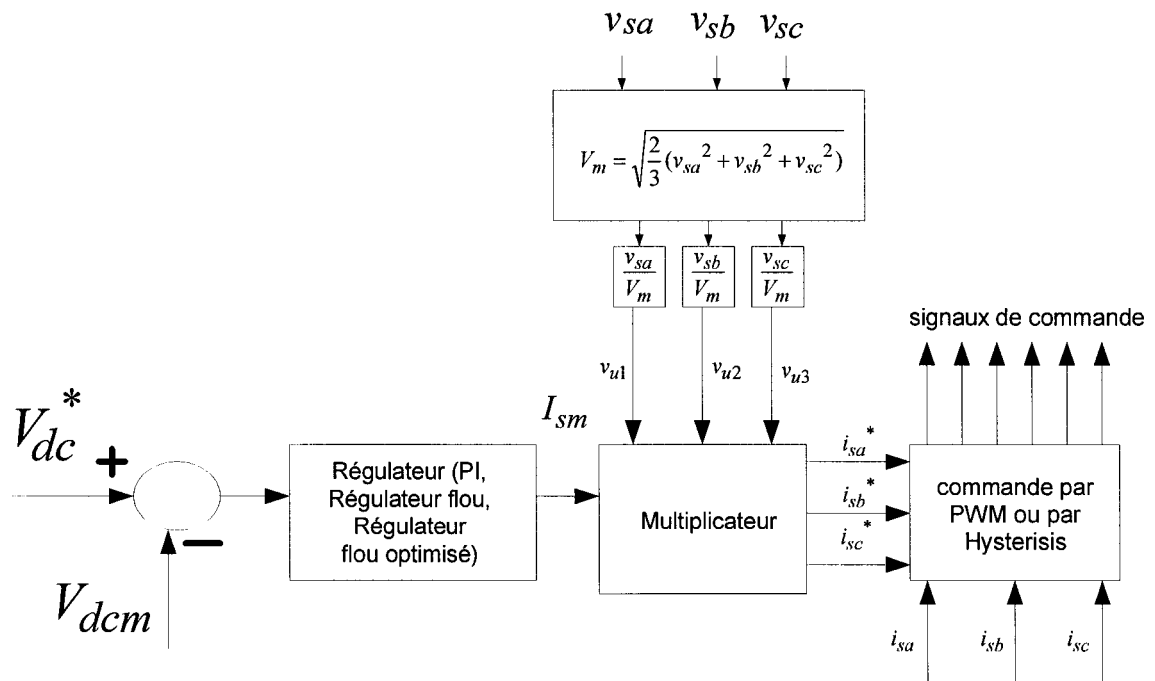 v_sa v_sb v_sc
V_m = √(2/3 (v_sa² + v_sb² + v_sc²))
v_sa/V_m v_sb/V_m v_sc/V_m
signaux de commande
v_u1 v_u2 v_u3
V_dc* +
I_sm
Régulateur (PI,
Régulateur flou,
Régulateur
flou optimisé)
Multiplicateur
i_sa*
i_sb*
i_sc*
commande par
PWM ou par
Hysterisis
−
V_dcm
i_sa i_sb i_sc